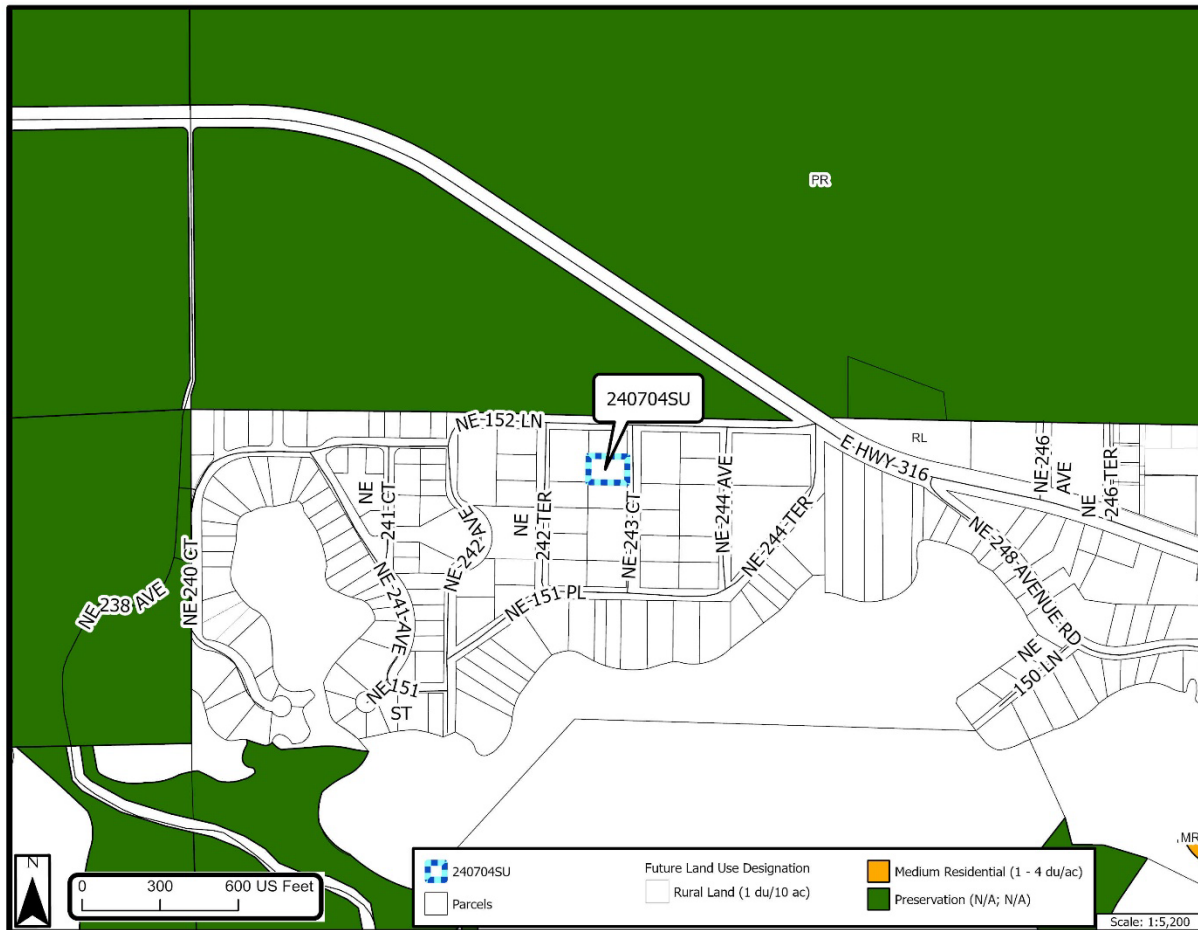 PR
240704SU
NE 152 LN
RL
E HWY 316
NE 246
AVE
NE
246 TER
NE
241 CT
NE 242 AVE
NE
242 TER
NE 243 CT
NE 244 AVE
NE 244 TER
NE 248 AVENUE RD
NE 240 CT
NE 238 AVE
NE 241 AVE
NE 151 PL
NE
150 LN
NE 151
ST
MR
N
0 300 600 US Feet
240704SU
Parcels
Future Land Use Designation
Rural Land (1 du/10 ac)
Medium Residential (1 - 4 du/ac)
Preservation (N/A; N/A)
Scale: 1:5,200